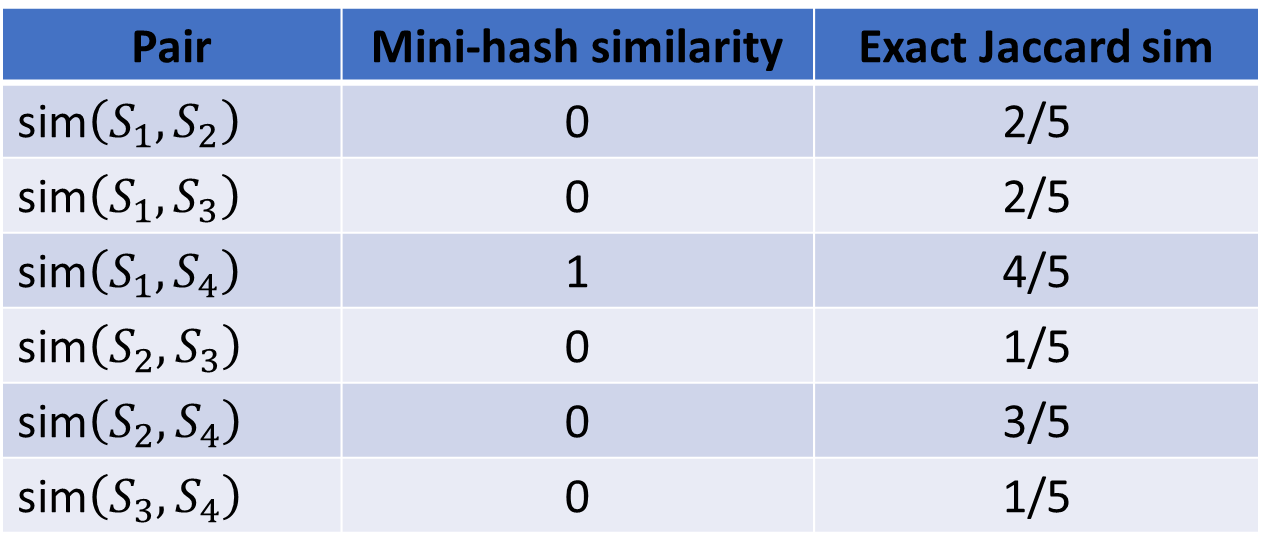 Pair Mini-hash similarity Exact Jaccard sim
sim(𝑆₁, 𝑆₂) 0 2/5
sim(𝑆₁, 𝑆₃) 0 2/5
sim(𝑆₁, 𝑆₄) 1 4/5
sim(𝑆₂, 𝑆₃) 0 1/5
sim(𝑆₂, 𝑆₄) 0 3/5
sim(𝑆₃, 𝑆₄) 0 1/5